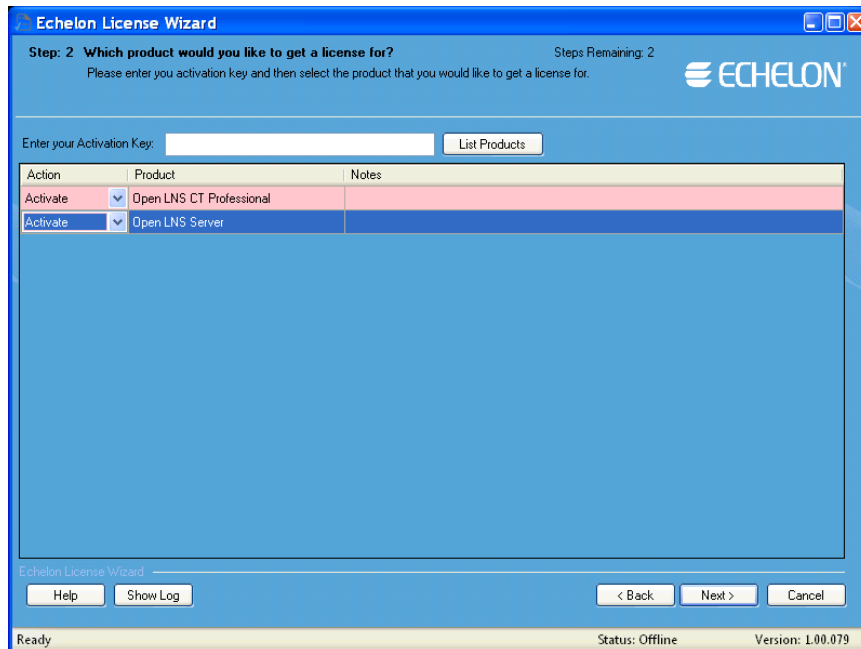 Echelon License Wizard
Step: 2 Which product would you like to get a license for? Steps Remaining: 2
Please enter you activation key and then select the product that you would like to get a license for.
ECHELON
Enter your Activation Key: List Products
Action Product Notes
Activate Open LNS CT Professional
Activate Open LNS Server
Echelon License Wizard
Help Show Log < Back Next > Cancel
Ready Status: Offline Version: 1.00.079